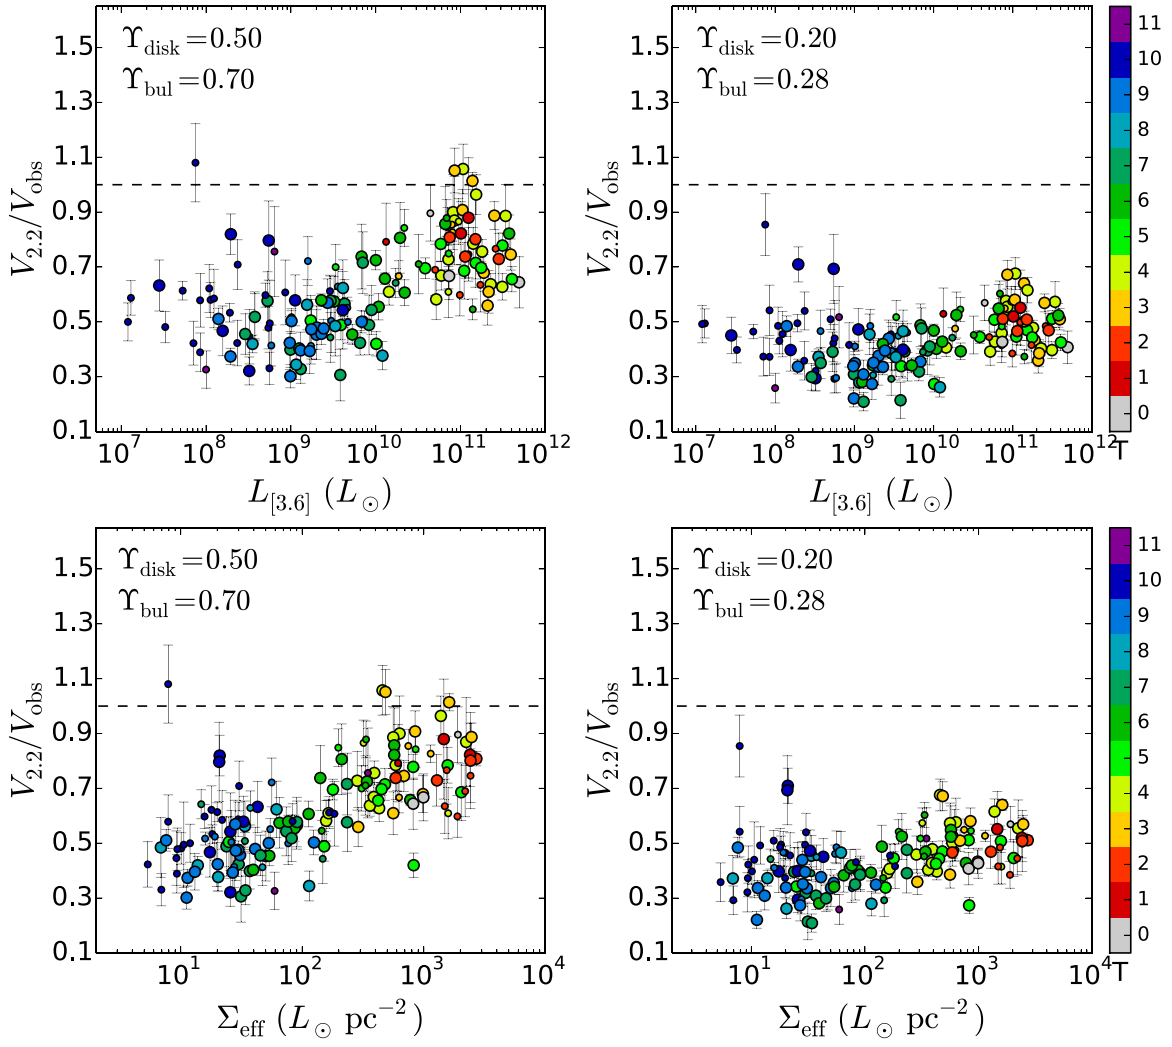 Υdisk=0.50
Υbul=0.70
1.5
1.3
1.1
0.9
0.7
0.5
0.3
0.1
V2.2/Vobs
10^7 10^8 10^9 10^10 10^11 10^12
L[3.6] (L⊙)
Υdisk=0.20
Υbul=0.28
1.5
1.3
1.1
0.9
0.7
0.5
0.3
0.1
V2.2/Vobs
10^7 10^8 10^9 10^10 10^11 10^12
L[3.6] (L⊙)
11
10
9
8
7
6
5
4
3
2
1
0
T
Υdisk=0.50
Υbul=0.70
1.5
1.3
1.1
0.9
0.7
0.5
0.3
0.1
V2.2/Vobs
10^1 10^2 10^3 10^4
Σeff (L⊙ pc−2)
Υdisk=0.20
Υbul=0.28
1.5
1.3
1.1
0.9
0.7
0.5
0.3
0.1
V2.2/Vobs
10^1 10^2 10^3 10^4
Σeff (L⊙ pc−2)
11
10
9
8
7
6
5
4
3
2
1
0
T